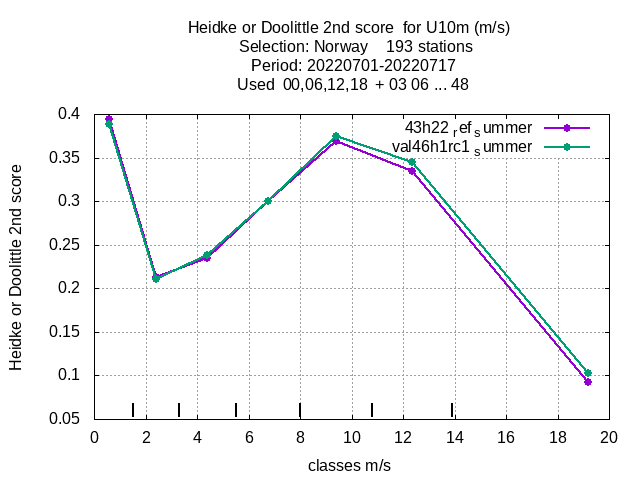 Heidke or Doolittle 2nd score  for U10m (m/s)
Selection: Norway    193 stations
Period: 20220701-20220717
Used  00,06,12,18  + 03 06 ... 48
43h22 ref summer
val46h1rc1 summer
Heidke or Doolittle 2nd score
0.4
0.35
0.3
0.25
0.2
0.15
0.1
0.05
0 2 4 6 8 10 12 14 16 18 20
classes m/s